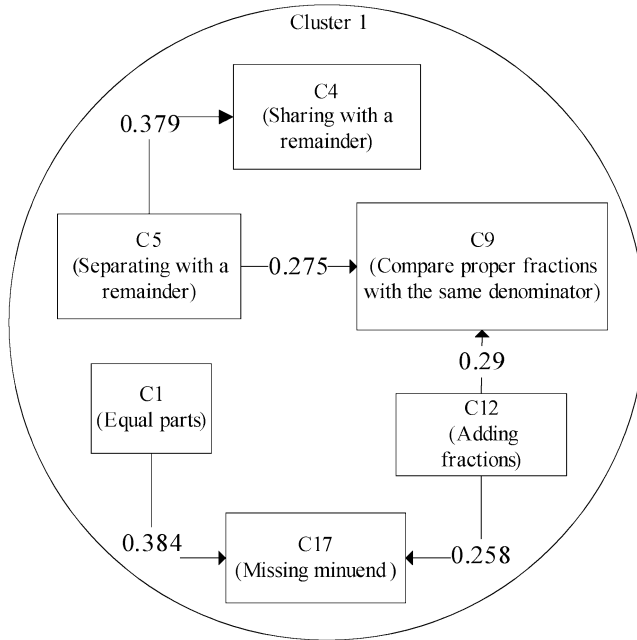 Cluster 1
C4
(Sharing with a
remainder)
0.379
C5
(Separating with a
remainder)
0.275
C9
(Compare proper fractions
with the same denominator)
0.29
C1
(Equal parts)
C12
(Adding
fractions)
0.384
C17
(Missing minuend )
0.258